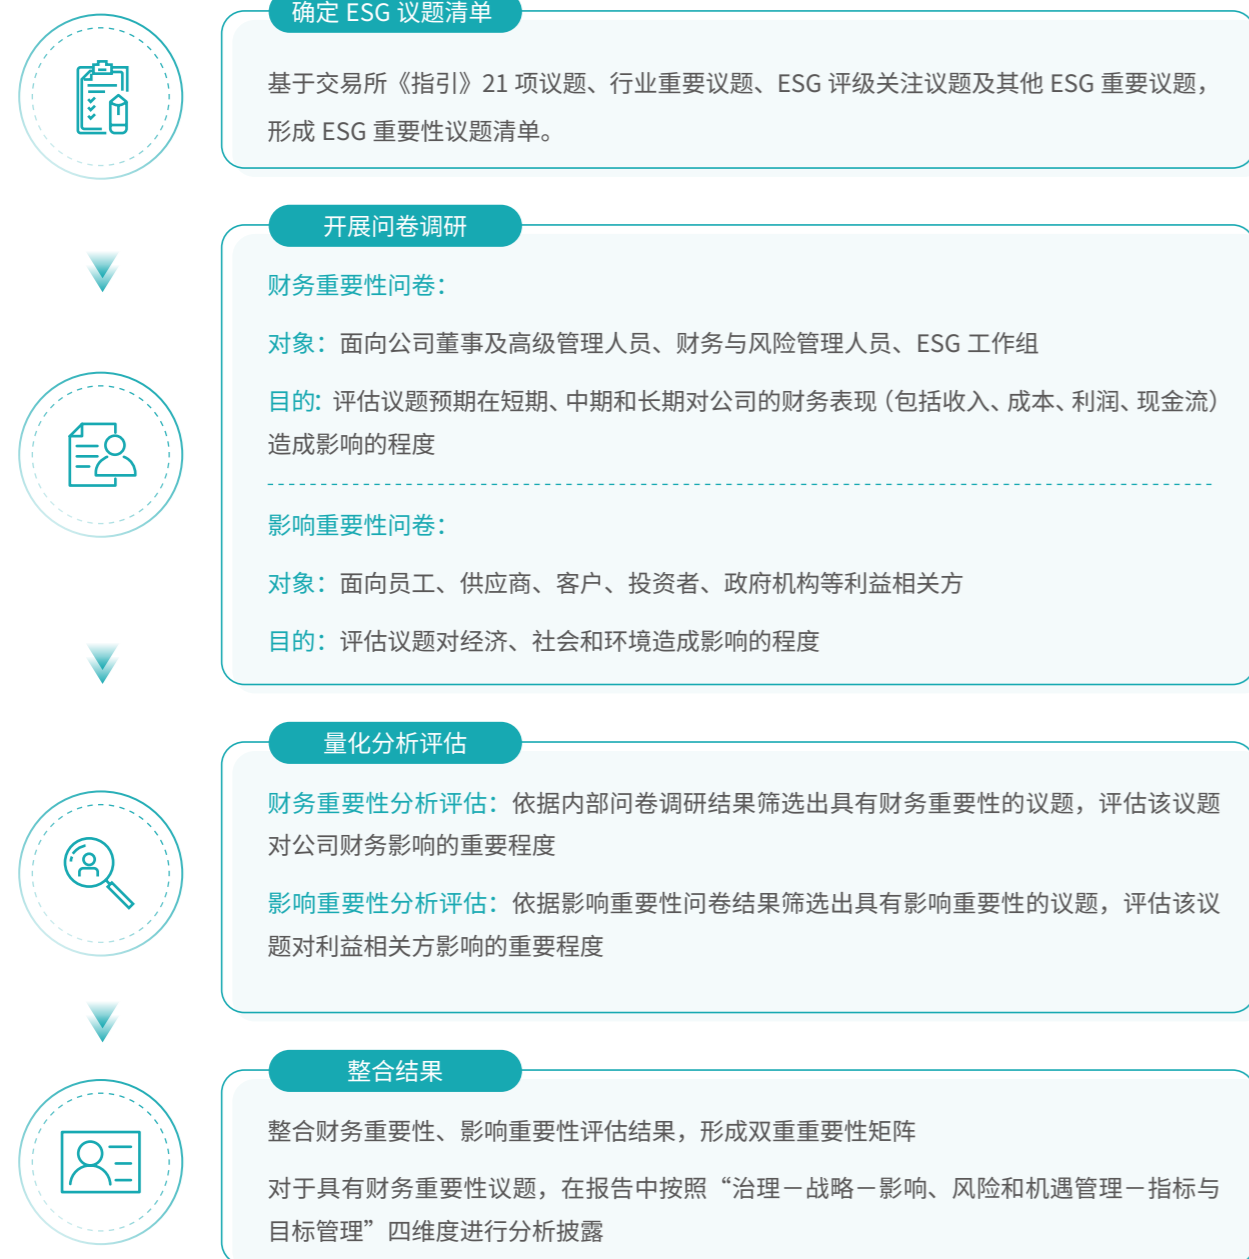 确定 ESG 议题清单
基于交易所《指引》21 项议题、行业重要议题、ESG 评级关注议题及其他 ESG 重要议题，
形成 ESG 重要性议题清单。
开展问卷调研
财务重要性问卷：
对象：面向公司董事及高级管理人员、财务与风险管理人员、ESG 工作组
目的：评估议题预期在短期、中期和长期对公司的财务表现（包括收入、成本、利润、现金流）
造成影响的程度
影响重要性问卷：
对象：面向员工、供应商、客户、投资者、政府机构等利益相关方
目的：评估议题对经济、社会和环境造成影响的程度
量化分析评估
财务重要性分析评估：依据内部问卷调研结果筛选出具有财务重要性的议题，评估该议题
对公司财务影响的重要程度
影响重要性分析评估：依据影响重要性问卷结果筛选出具有影响重要性的议题，评估该议
题对利益相关方影响的重要程度
整合结果
整合财务重要性、影响重要性评估结果，形成双重重要性矩阵
对于具有财务重要性议题，在报告中按照“治理－战略－影响、风险和机遇管理－指标与
目标管理”四维度进行分析披露